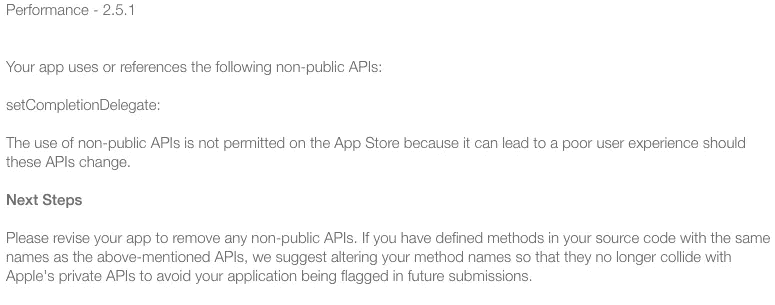 Performance - 2.5.1
Your app uses or references the following non-public APIs:
setCompletionDelegate:
The use of non-public APIs is not permitted on the App Store because it can lead to a poor user experience should
these APIs change.
Next Steps
Please revise your app to remove any non-public APIs. If you have defined methods in your source code with the same
names as the above-mentioned APIs, we suggest altering your method names so that they no longer collide with
Apple's private APIs to avoid your application being flagged in future submissions.